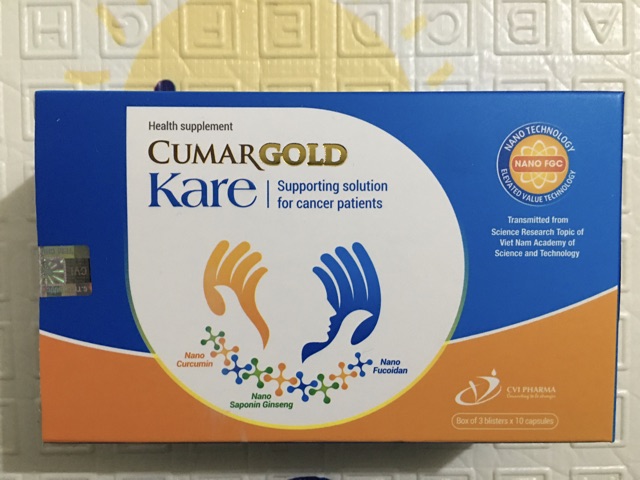 A B C D E F G H
Health supplement
CUMARGOLD
Kare
Supporting solution
for cancer patients
NANO TECHNOLOGY
NANO FGC
ELEVATED VALUE TECHNOLOGY
Transmitted from
Science Research Topic of
Viet Nam Academy of
Science and Technology
CVI
Nano
Curcumin
Nano
Saponin Ginseng
Nano
Fucoidan
CVI PHARMA
Box of 3 blisters x 10 capsules